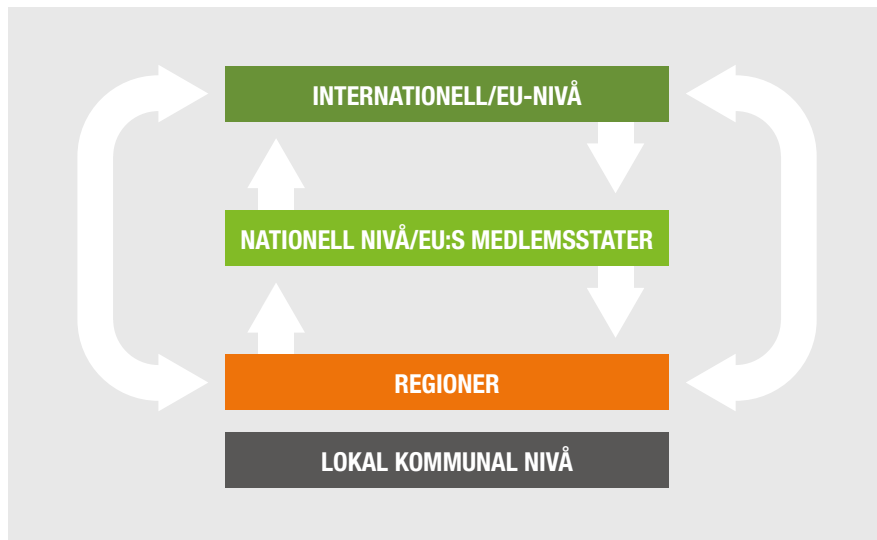 INTERNATIONELL/EU-NIVÅ
NATIONELL NIVÅ/EU:S MEDLEMSSTATER
REGIONER
LOKAL KOMMUNAL NIVÅ